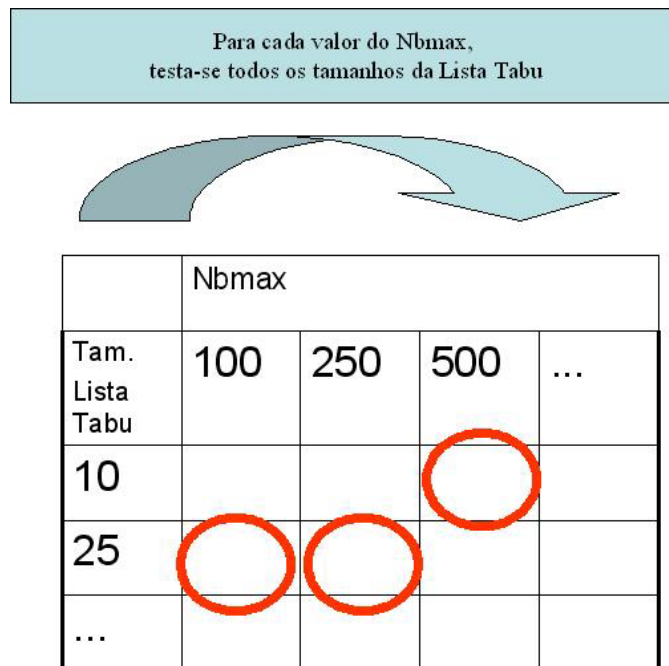 Para cada valor do Nbmax,
testa-se todos os tamanhos da Lista Tabu
Nbmax
Tam.
Lista
Tabu
100
250
500
...
10
25
...